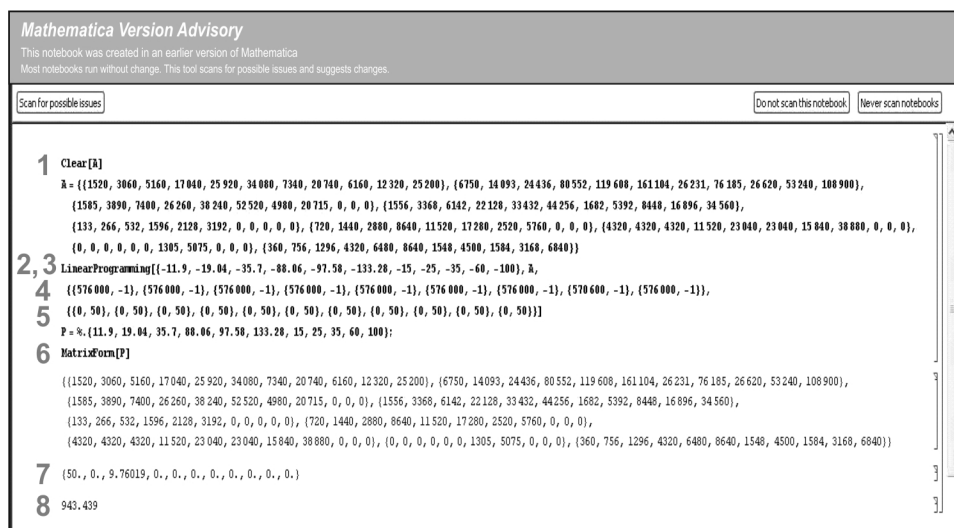 Mathematica Version Advisory
This notebook was created in an earlier version of Mathematica
Most notebooks run without change. This tool scans for possible issues and suggests changes.
Scan for possible issues Do not scan this notebook Never scan notebooks
1 Clear[A]
A = {{1520, 3060, 5160, 17040, 25920, 34080, 7340, 20740, 6160, 12320, 25200}, {6750, 14093, 24436, 80552, 119608, 161104, 26231, 76185, 26620, 53240, 108900},
{1585, 3890, 7400, 26260, 38240, 52520, 4980, 20715, 0, 0, 0}, {1556, 3368, 6142, 22128, 33432, 44256, 1682, 5392, 8448, 16896, 34560},
{133, 266, 532, 1596, 2128, 3192, 0, 0, 0, 0, 0}, {720, 1440, 2880, 8640, 11520, 17280, 2520, 5760, 0, 0, 0}, {4320, 4320, 4320, 11520, 23040, 23040, 15840, 38880, 0, 0, 0},
{0, 0, 0, 0, 0, 0, 1305, 5075, 0, 0, 0}, {360, 756, 1296, 4320, 6480, 8640, 1548, 4500, 1584, 3168, 6840}}
2,3 LinearProgramming[{-11.9, -19.04, -35.7, -88.06, -97.58, -133.28, -15, -25, -35, -60, -100}, A,
4 {{576000, -1}, {576000, -1}, {576000, -1}, {576000, -1}, {576000, -1}, {576000, -1}, {576000, -1}, {570600, -1}, {576000, -1}},
5 {{0, 50}, {0, 50}, {0, 50}, {0, 50}, {0, 50}, {0, 50}, {0, 50}, {0, 50}, {0, 50}, {0, 50}, {0, 50}}]
P = %.{11.9, 19.04, 35.7, 88.06, 97.58, 133.28, 15, 25, 35, 60, 100};
6 MatrixForm[P]
{{1520, 3060, 5160, 17040, 25920, 34080, 7340, 20740, 6160, 12320, 25200}, {6750, 14093, 24436, 80552, 119608, 161104, 26231, 76185, 26620, 53240, 108900},
{1585, 3890, 7400, 26260, 38240, 52520, 4980, 20715, 0, 0, 0}, {1556, 3368, 6142, 22128, 33432, 44256, 1682, 5392, 8448, 16896, 34560},
{133, 266, 532, 1596, 2128, 3192, 0, 0, 0, 0, 0}, {720, 1440, 2880, 8640, 11520, 17280, 2520, 5760, 0, 0, 0},
{4320, 4320, 4320, 11520, 23040, 23040, 15840, 38880, 0, 0, 0}, {0, 0, 0, 0, 0, 0, 1305, 5075, 0, 0, 0}, {360, 756, 1296, 4320, 6480, 8640, 1548, 4500, 1584, 3168, 6840}}
7 {50., 0., 9.76019, 0., 0., 0., 0., 0., 0., 0., 0.}
8 943.439